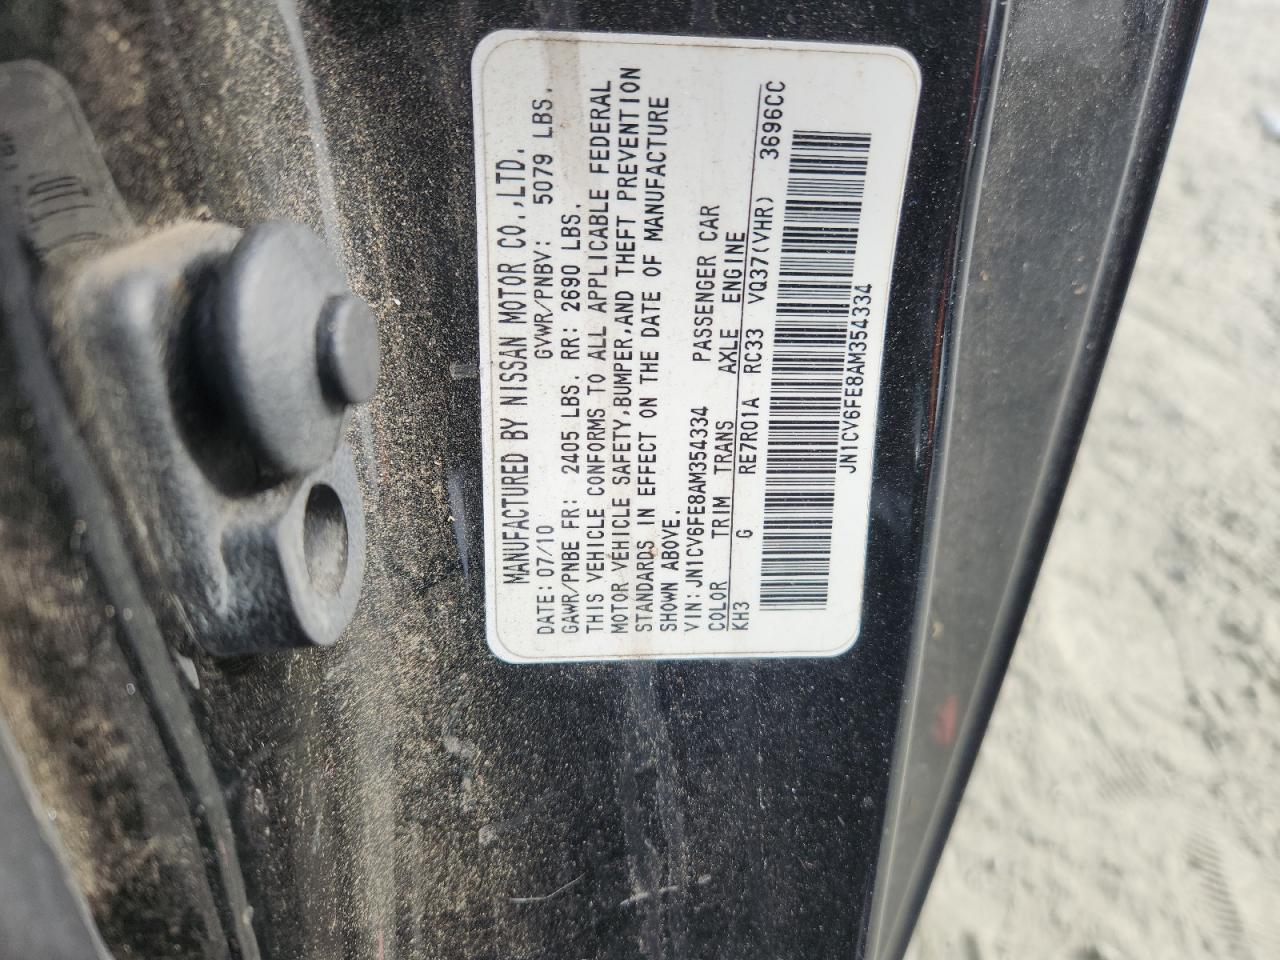 MANUFACTURED BY NISSAN MOTOR CO.,LTD.
DATE: 07/10 GVWR/PNBV: 5079 LBS.
GAWR/PNBE FR: 2405 LBS. RR: 2690 LBS.
THIS VEHICLE CONFORMS TO ALL APPLICABLE FEDERAL
MOTOR VEHICLE SAFETY,BUMPER,AND THEFT PREVENTION
STANDARDS IN EFFECT ON THE DATE OF MANUFACTURE
SHOWN ABOVE.
VIN:JN1CV6FE8AM354334 PASSENGER CAR
COLOR TRIM TRANS AXLE ENGINE
KH3 G RE7R01A RC33 VQ37(VHR) 3696CC
JN1CV6FE8AM354334